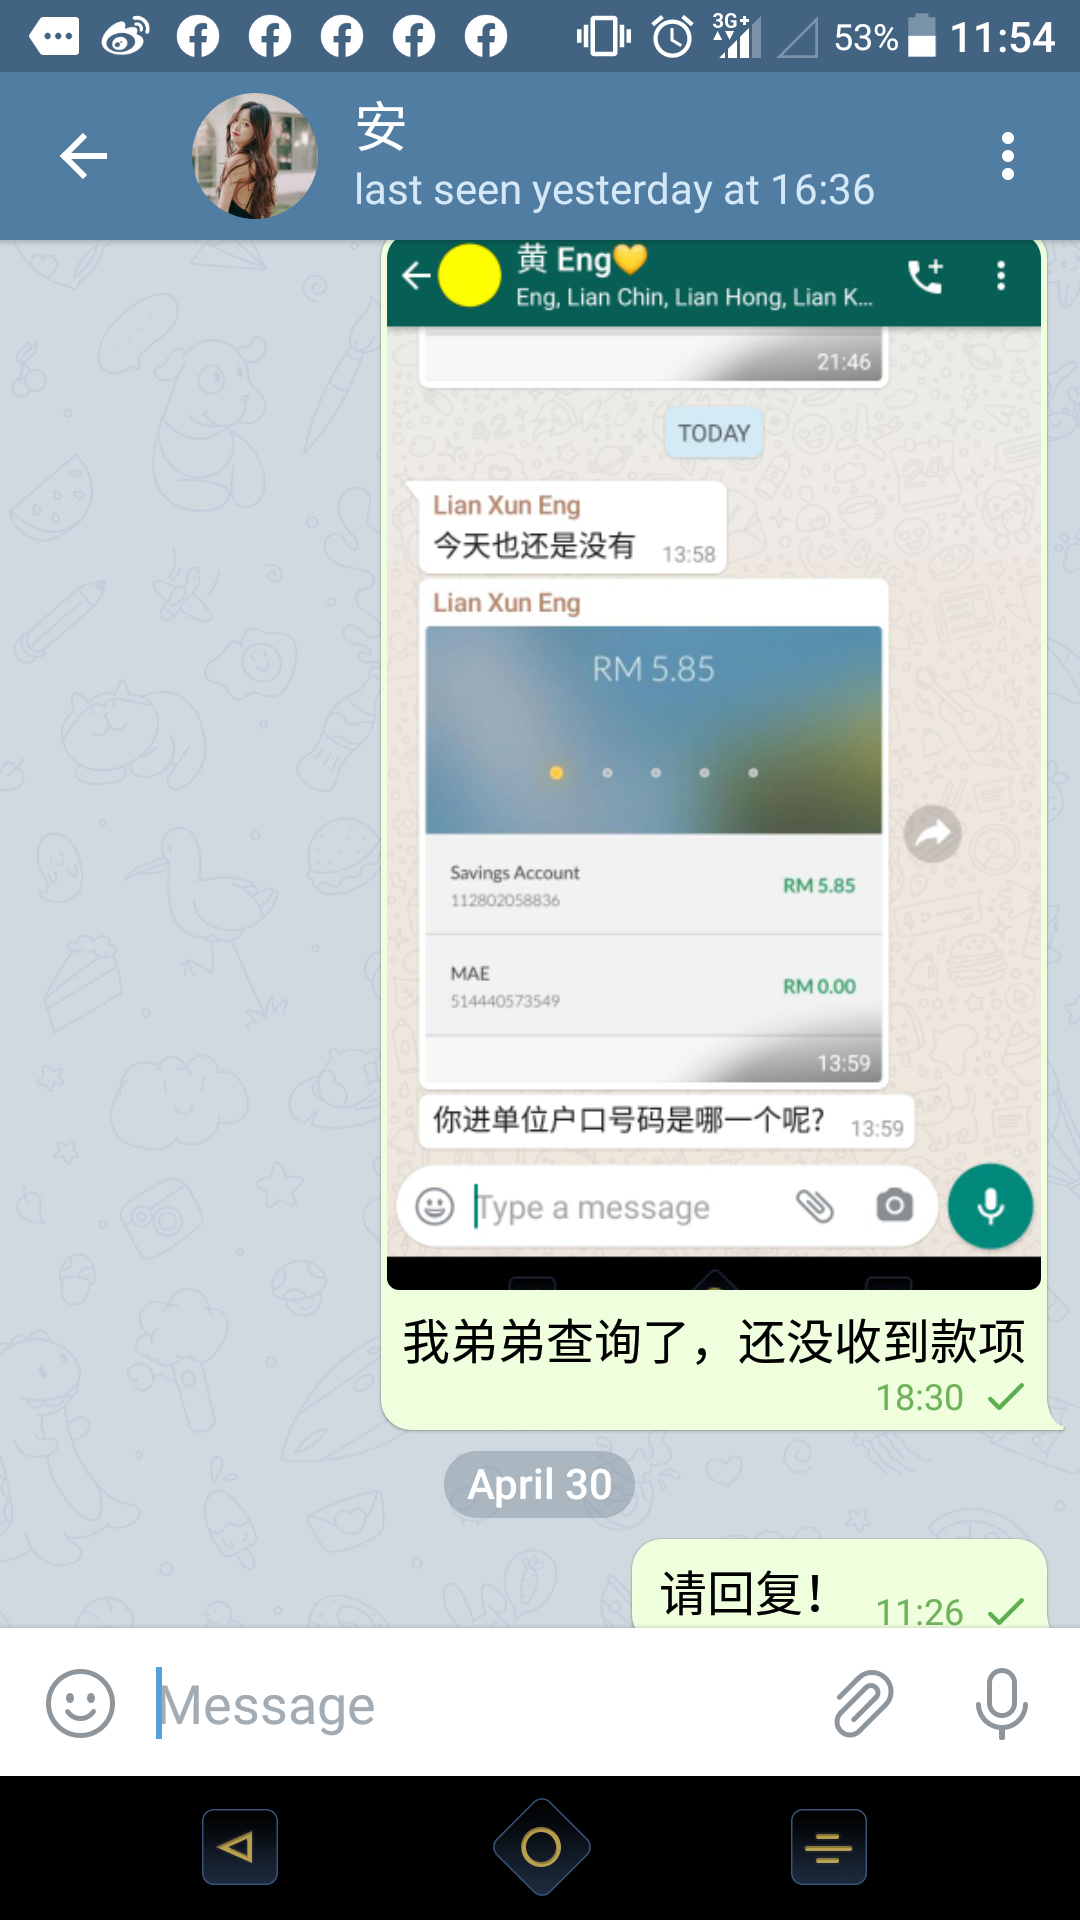 3G+ 53% 11:54
安
last seen yesterday at 16:36
黄 Eng💛
Eng, Lian Chin, Lian Hong, Lian K...
21:46
TODAY
Lian Xun Eng
今天也还是没有 13:58
Lian Xun Eng
RM 5.85
Savings Account
RM 5.85
112802058836
MAE
RM 0.00
514440573549
13:59
你进单位户口号码是哪一个呢? 13:59
Type a message
我弟弟查询了，还没收到款项
18:30
April 30
请回复！ 11:26
Message